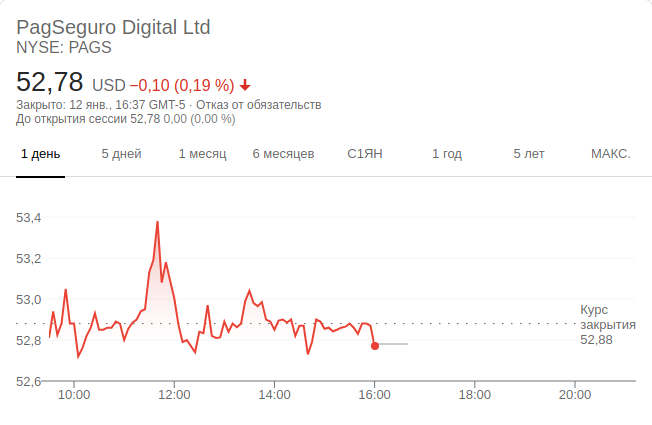 PagSeguro Digital Ltd
NYSE: PAGS
52,78 USD −0,10 (0,19 %)
Закрыто: 12 янв., 16:37 GMT-5 · Отказ от обязательств
До открытия сессии 52,78 0,00 (0,00 %)
1 день 5 дней 1 месяц 6 месяцев С1ЯН 1 год 5 лет МАКС.
53,4
53,2
53,0
Курс
закрытия
52,88
52,8
52,6
10:00 12:00 14:00 16:00 18:00 20:00